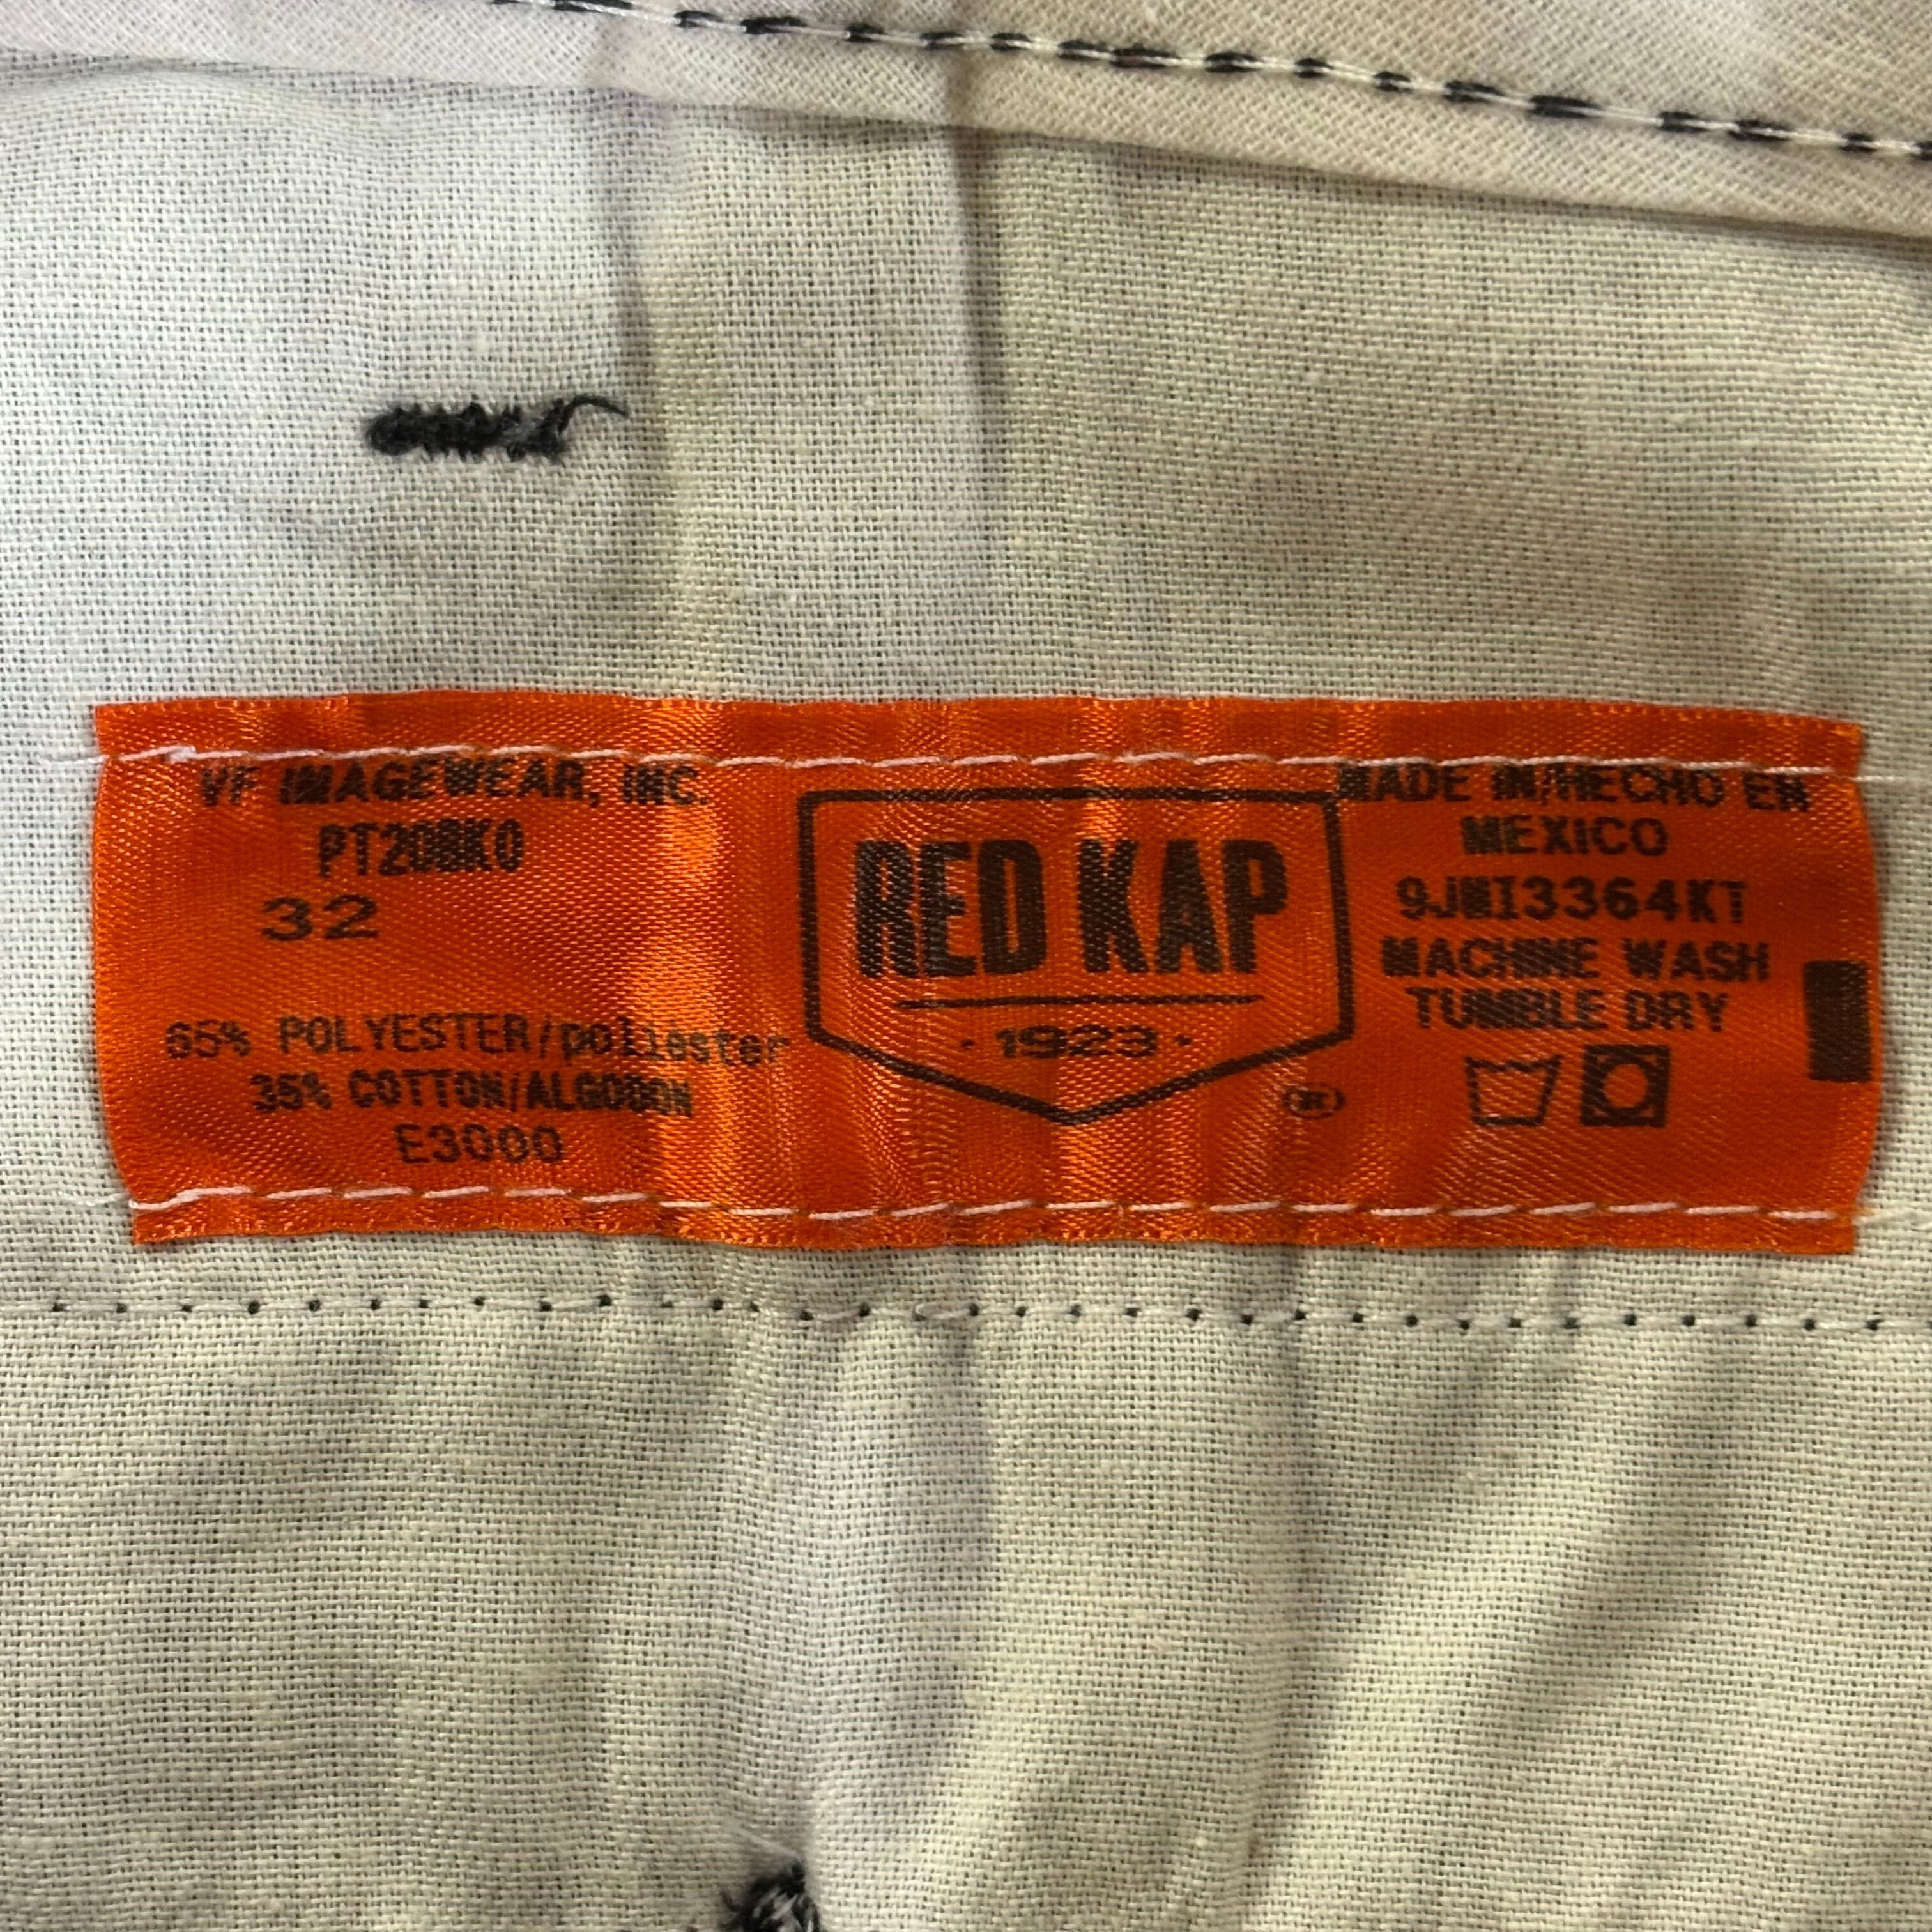 VF IMAGEWEAR, INC.
PT20BK0
32
65% POLYESTER/poliester
35% COTTON/ALGODON
E3000
RED KAP
· 1923 ·
®
MADE IN/HECHO EN
MEXICO
9JMI3364KT
MACHINE WASH
TUMBLE DRY